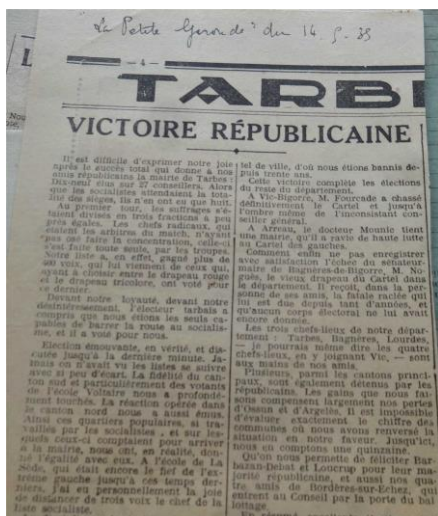 La Petite Gironde" du 14.5.35
L
— 4 —
TARB
VICTOIRE RÉPUBLICAINE
Nou
Il est difficile d'exprimer notre joie
après le succès total qui donne à nos
amis républicains la mairie de Tarbes :
Dix-neuf élus sur 27 conseillers. Alors
que les socialistes attendaient la tota-
lité des sièges, ils n'en ont eu que huit.
Au premier tour, les suffrages s'é-
taient divisés en trois fractions à peu
près égales. Les chefs radicaux, qui
étaient les arbitres du match, n'ayant
pas osé faire la concentration, celle-ci
s'est faite toute seule, par les troupes.
Notre liste a, en effet, gagné plus de
600 voix, qui lui viennent de ceux qui,
ayant à choisir entre le drapeau rouge
et le drapeau tricolore, ont voté pour
ce dernier.
Devant notre loyauté, devant notre
désintéressement, l'électeur tarbais a
compris que nous étions les seuls ca-
pables de barrer la route au socialis-
me, et il a voté pour nous.
Election émouvante, en vérité, et dis-
cutée jusqu'à la dernière minute. Ja-
mais on n'avait vu les listes se suivre
avec si peu d'écart. La fidélité du can-
ton sud et particulièrement des votants
de l'école Voltaire nous a profondé-
ment touchés. La réaction opérée dans
le canton nord nous a aussi émus.
Ainsi ces quartiers populaires, si tra-
vaillés par les socialistes, et sur les-
quels ceux-ci comptaient pour arriver
à la mairie, nous ont, en réalité, don-
né l'égalité avec eux. A l'école de La
Sède, qui était encore le fief de l'ex-
trême gauche jusqu'à ces temps der-
niers, j'ai eu personnellement la joie
de distancer de trois voix le chef de la
liste socialiste.
tel de ville, d'où nous étions bannis de-
puis trente ans.
Cette victoire complète les élections
du reste du département.
A Vic-Bigorre, M. Fourcade a chassé
définitivement le Cartel et jusqu'à
l'ombre même de l'inconsistant con-
seiller général.
A Arreau, le docteur Mounie tient
une mairie, qu'il a ravie de haute lutte
au Cartel des gauches.
Comment enfin ne pas enregistrer
avec satisfaction l'échec du sénateur-
maire de Bagnères-de-Bigorre, M. No-
guès, le vieux drapeau du Cartel dans
le département. Il reçoit, dans la per-
sonne de ses amis, la fatale raclée qui
lui est due depuis tant d'années, et
qu'aucun corps électoral ne lui avait
encore donnée.
Les trois chefs-lieux de notre dépar-
tement : Tarbes, Bagnères, Lourdes,
— je pourrais même dire les quatre
chefs-lieux, en y joignant Vic, — sont
aux mains de nos amis.
Plusieurs, parmi les cantons princi-
paux, sont également détenus par les
républicains. Les gains que nous fai-
sons compensent largement nos pertes
d'Ossun et d'Argelès. Il est impossible
d'évaluer exactement le chiffre des
communes où nous avons renversé la
situation en notre faveur. Jusqu'ici,
nous en comptons une quinzaine.
Qu'on nous permette de féliciter Bar-
bazan-Debat et Loucrup pour leur ma-
jorité républicaine, et aussi nos qua-
tre amis de Bordères-sur-Echez, qui
entrent au Conseil par la porte du bal-
lottage.